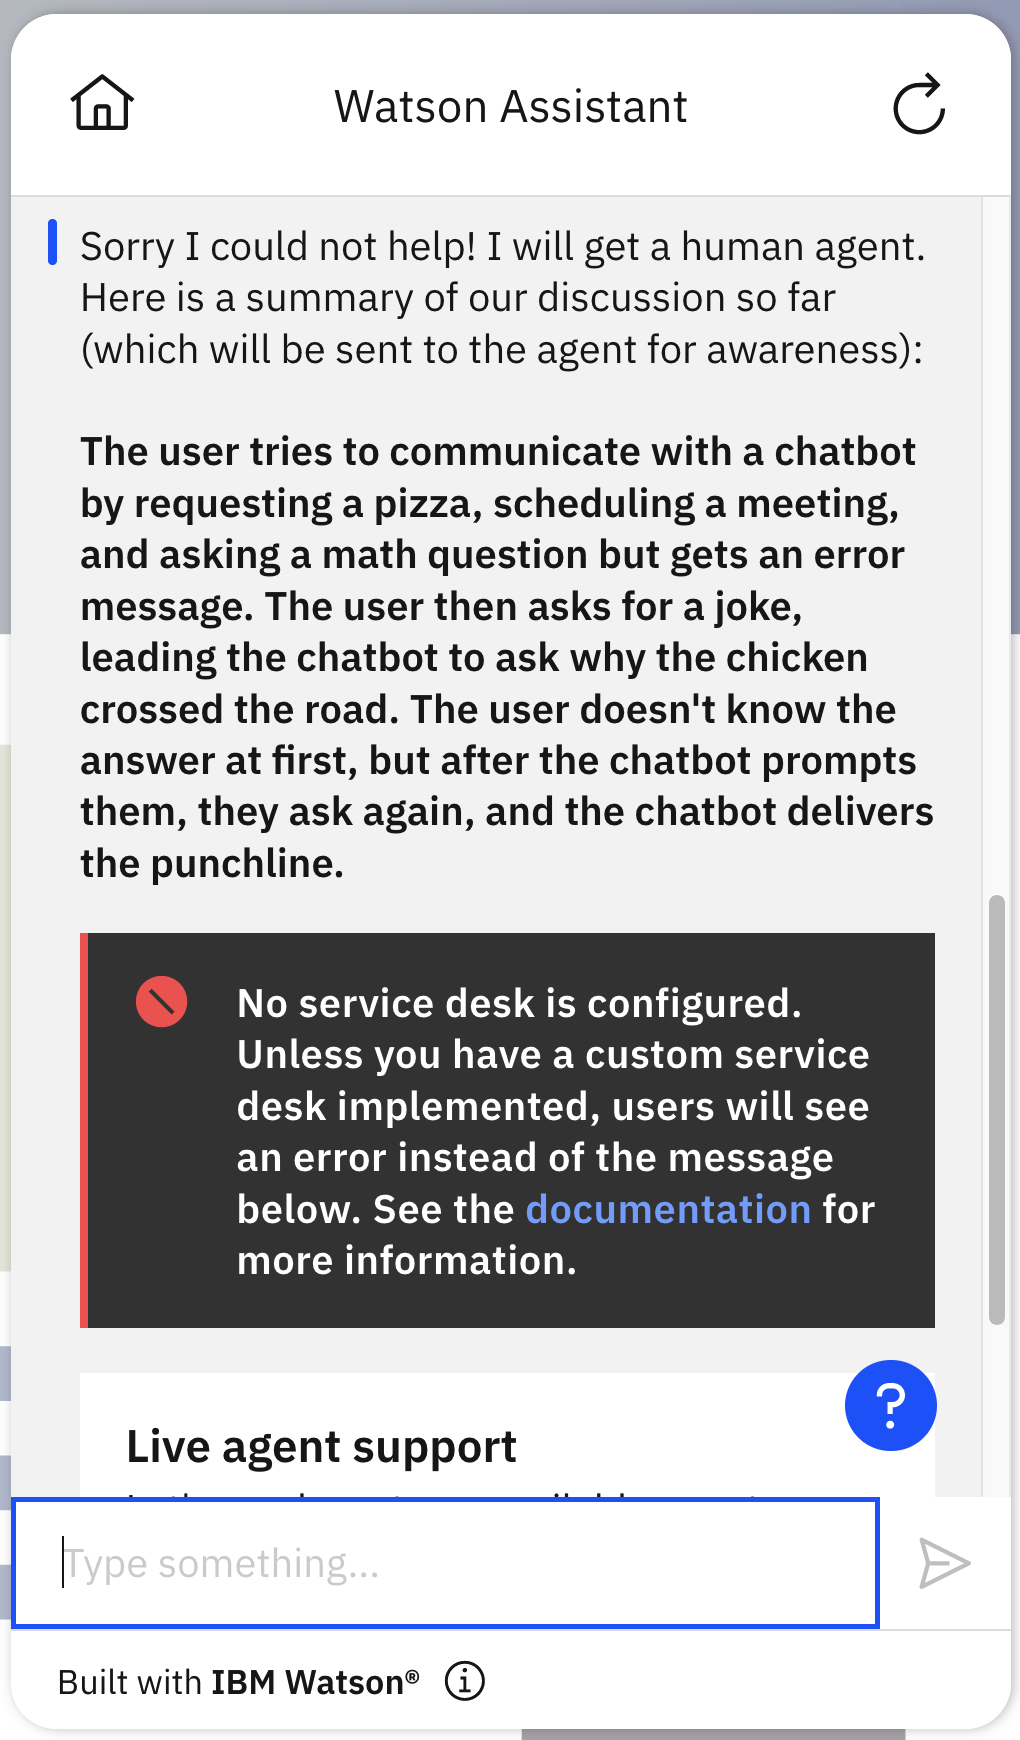 Watson Assistant
Sorry I could not help! I will get a human agent.
Here is a summary of our discussion so far
(which will be sent to the agent for awareness):
The user tries to communicate with a chatbot
by requesting a pizza, scheduling a meeting,
and asking a math question but gets an error
message. The user then asks for a joke,
leading the chatbot to ask why the chicken
crossed the road. The user doesn't know the
answer at first, but after the chatbot prompts
them, they ask again, and the chatbot delivers
the punchline.
No service desk is configured.
Unless you have a custom service
desk implemented, users will see
an error instead of the message
below. See the documentation for
more information.
?
Live agent support
Type something...
Built with IBM Watson®